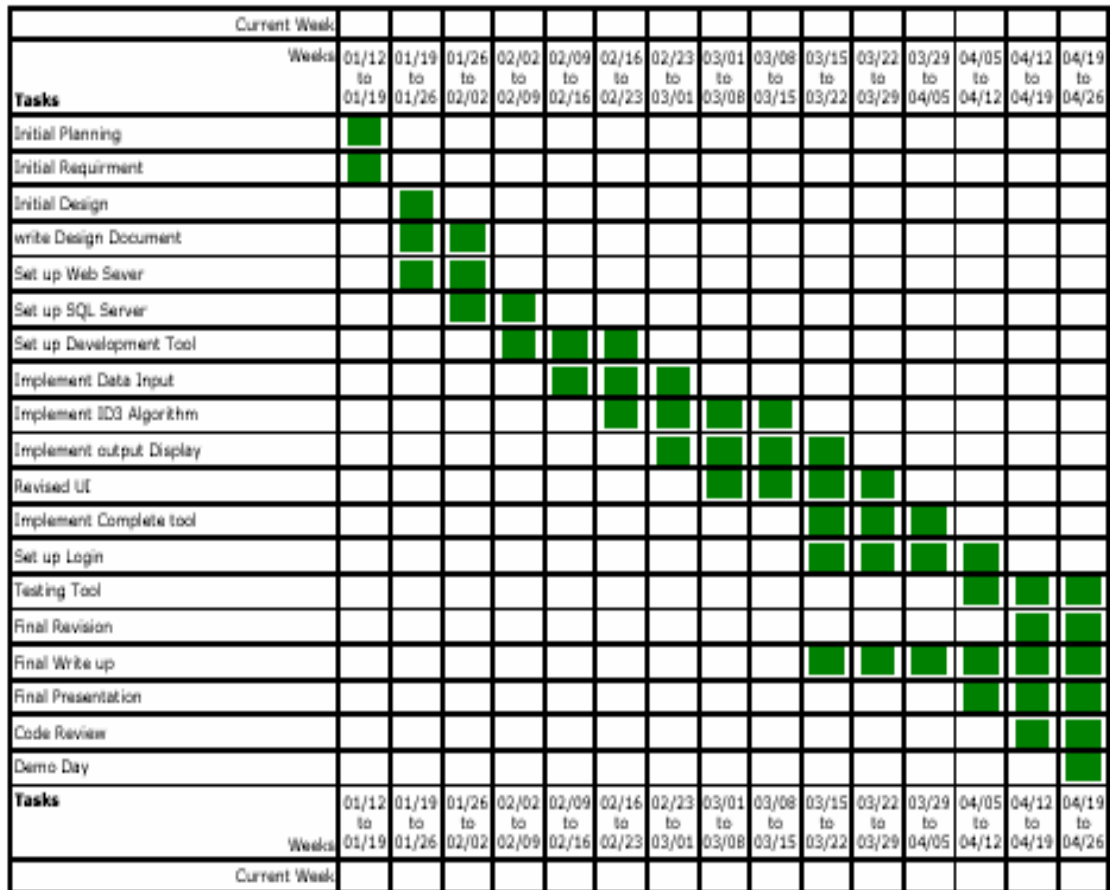 Current Week
Weeks 01/12 01/19 01/26 02/02 02/09 02/16 02/23 03/01 03/08 03/15 03/22 03/29 04/05 04/12 04/19
to to to to to to to to to to to to to to to
Tasks 01/19 01/26 02/02 02/09 02/16 02/23 03/01 03/08 03/15 03/22 03/29 04/05 04/12 04/19 04/26
Initial Planning
Initial Requirment
Initial Design
write Design Document
Set up Web Sever
Set up SQL Server
Set up Development Tool
Implement Data Input
Implement ID3 Algorithm
Implement output Display
Revised UI
Implement Complete tool
Set up Login
Testing Tool
Final Revision
Final Write up
Final Presentation
Code Review
Demo Day
Tasks 01/12 01/19 01/26 02/02 02/09 02/16 02/23 03/01 03/08 03/15 03/22 03/29 04/05 04/12 04/19
to to to to to to to to to to to to to to to
Weeks 01/19 01/26 02/02 02/09 02/16 02/23 03/01 03/08 03/15 03/22 03/29 04/05 04/12 04/19 04/26
Current Week